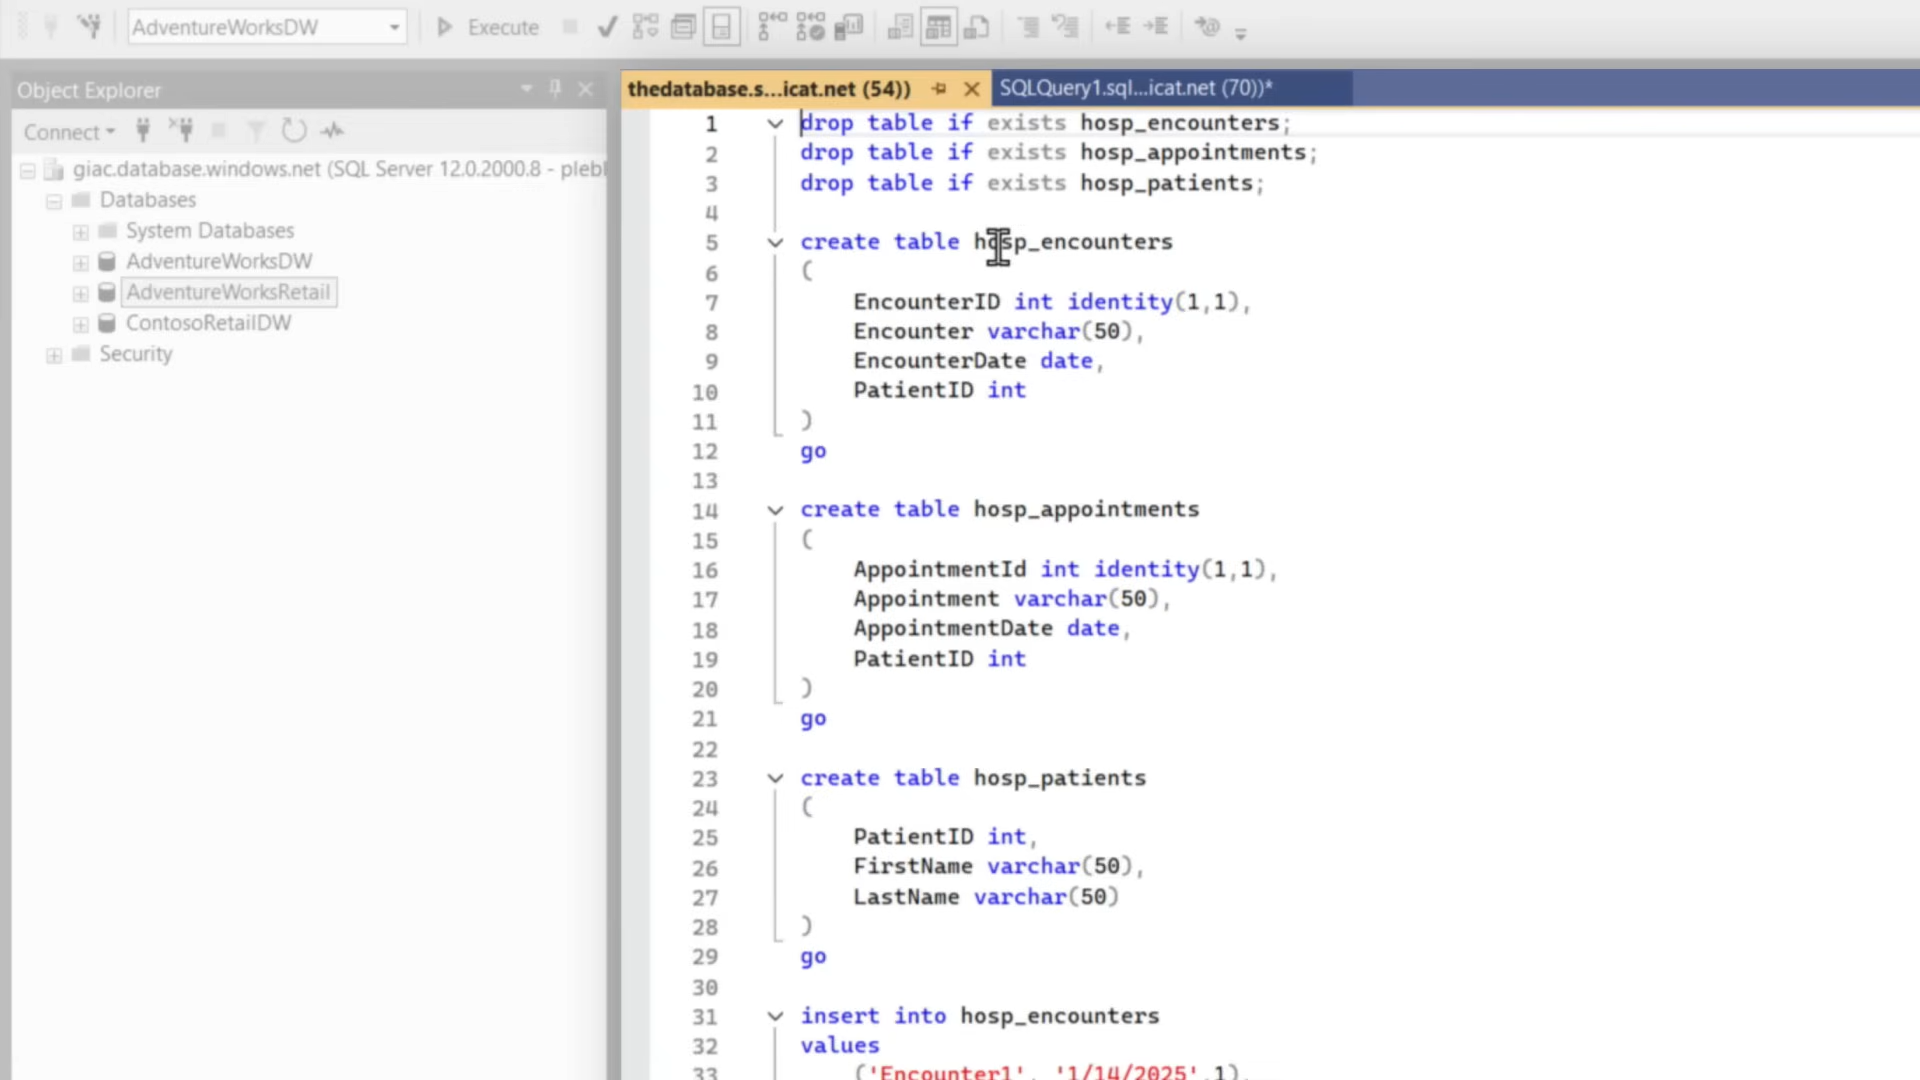 AdventureWorksDW
Execute
Object Explorer
thedatabase.s...icat.net (54))
SQLQuery1.sql...icat.net (70))*
Connect
giac.database.windows.net (SQL Server 12.0.2000.8 - plebl
Databases
System Databases
AdventureWorksDW
AdventureWorksRetail
ContosoRetailDW
Security
1 drop table if exists hosp_encounters;
2 drop table if exists hosp_appointments;
3 drop table if exists hosp_patients;
4
5 create table hosp_encounters
6 (
7 EncounterID int identity(1,1),
8 Encounter varchar(50),
9 EncounterDate date,
10 PatientID int
11 )
12 go
13
14 create table hosp_appointments
15 (
16 AppointmentId int identity(1,1),
17 Appointment varchar(50),
18 AppointmentDate date,
19 PatientID int
20 )
21 go
22
23 create table hosp_patients
24 (
25 PatientID int,
26 FirstName varchar(50),
27 LastName varchar(50)
28 )
29 go
30
31 insert into hosp_encounters
32 values
33 ('Encounter1', '1/14/2025',1),